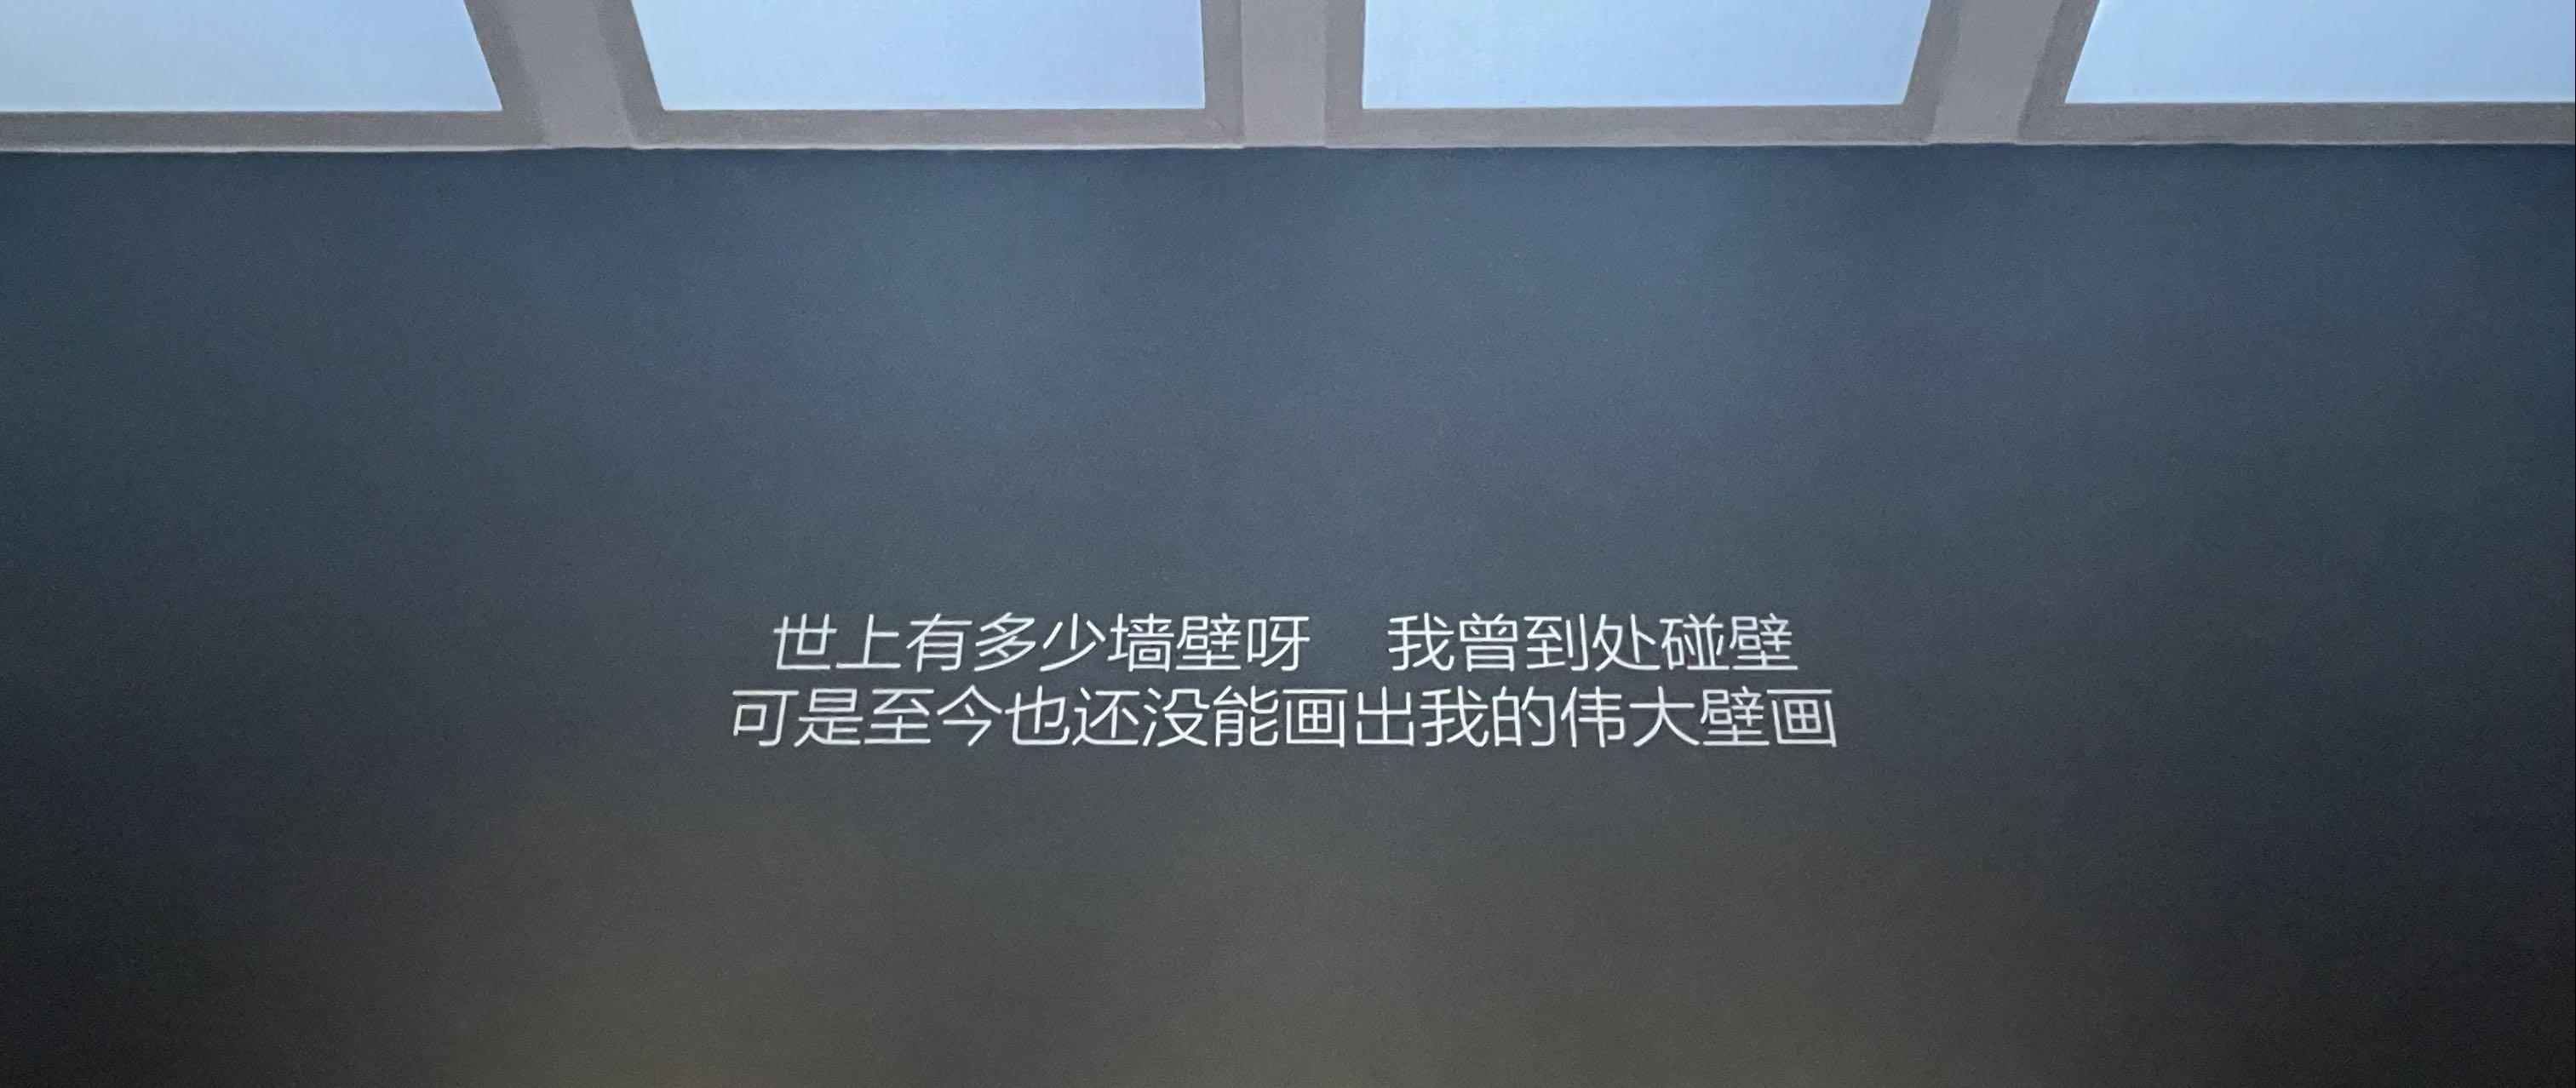 世上有多少墙壁呀　我曾到处碰壁
可是至今也还没能画出我的伟大壁画